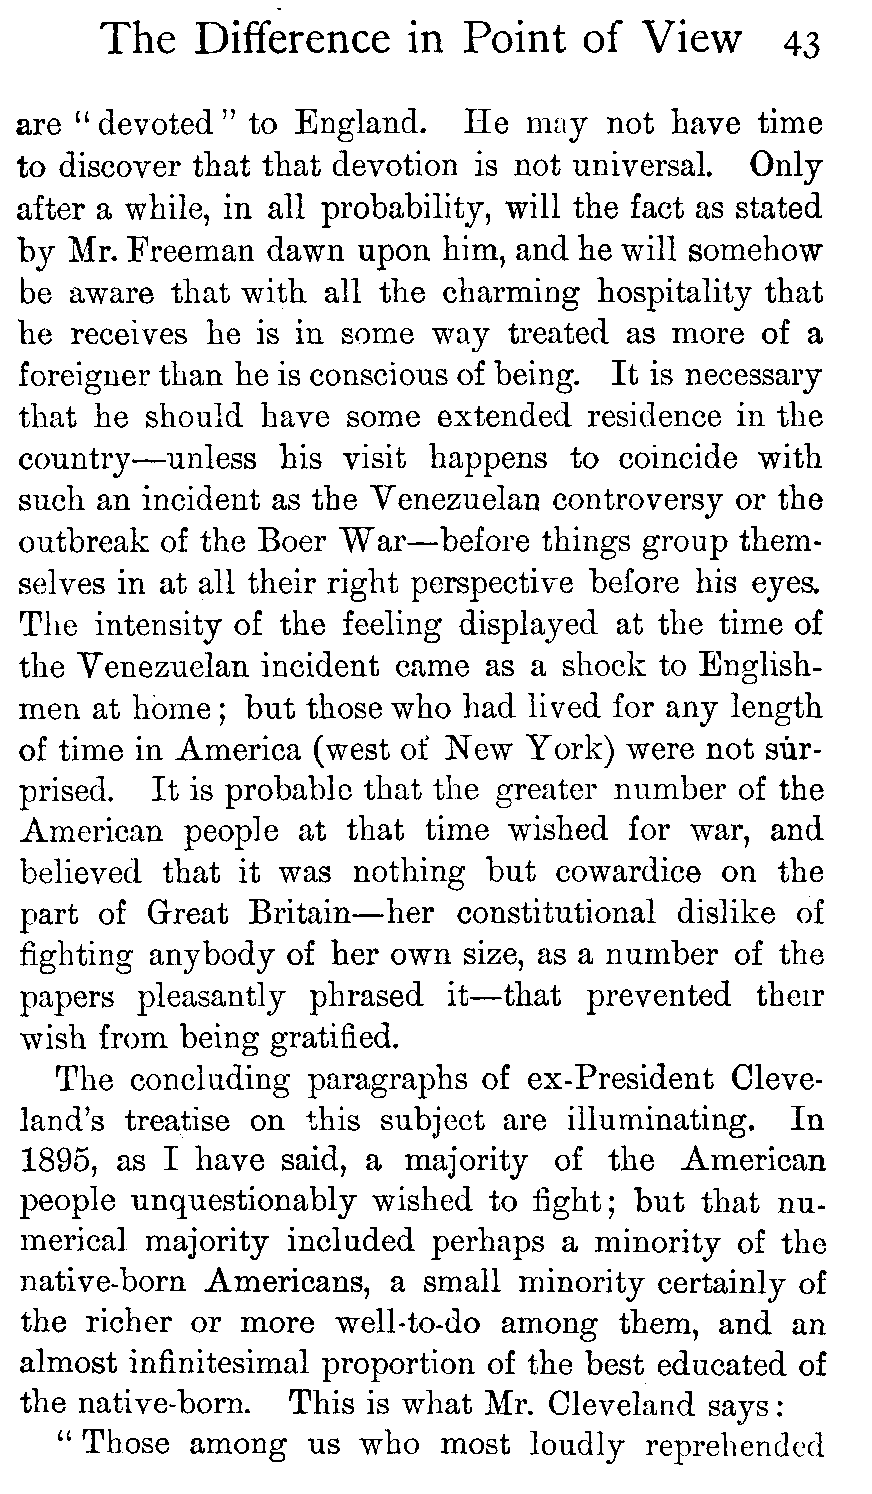 The Difference in Point of View 43
are "devoted" to England. He may not have time
to discover that that devotion is not universal. Only
after a while, in all probability, will the fact as stated
by Mr. Freeman dawn upon him, and he will somehow
be aware that with all the charming hospitality that
he receives he is in some way treated as more of a
foreigner than he is conscious of being. It is necessary
that he should have some extended residence in the
country—unless his visit happens to coincide with
such an incident as the Venezuelan controversy or the
outbreak of the Boer War—before things group them-
selves in at all their right perspective before his eyes.
The intensity of the feeling displayed at the time of
the Venezuelan incident came as a shock to English-
men at home; but those who had lived for any length
of time in America (west of New York) were not sur-
prised. It is probable that the greater number of the
American people at that time wished for war, and
believed that it was nothing but cowardice on the
part of Great Britain—her constitutional dislike of
fighting anybody of her own size, as a number of the
papers pleasantly phrased it—that prevented their
wish from being gratified.
The concluding paragraphs of ex-President Cleve-
land's treatise on this subject are illuminating. In
1895, as I have said, a majority of the American
people unquestionably wished to fight; but that nu-
merical majority included perhaps a minority of the
native-born Americans, a small minority certainly of
the richer or more well-to-do among them, and an
almost infinitesimal proportion of the best educated of
the native-born. This is what Mr. Cleveland says:
"Those among us who most loudly reprehended